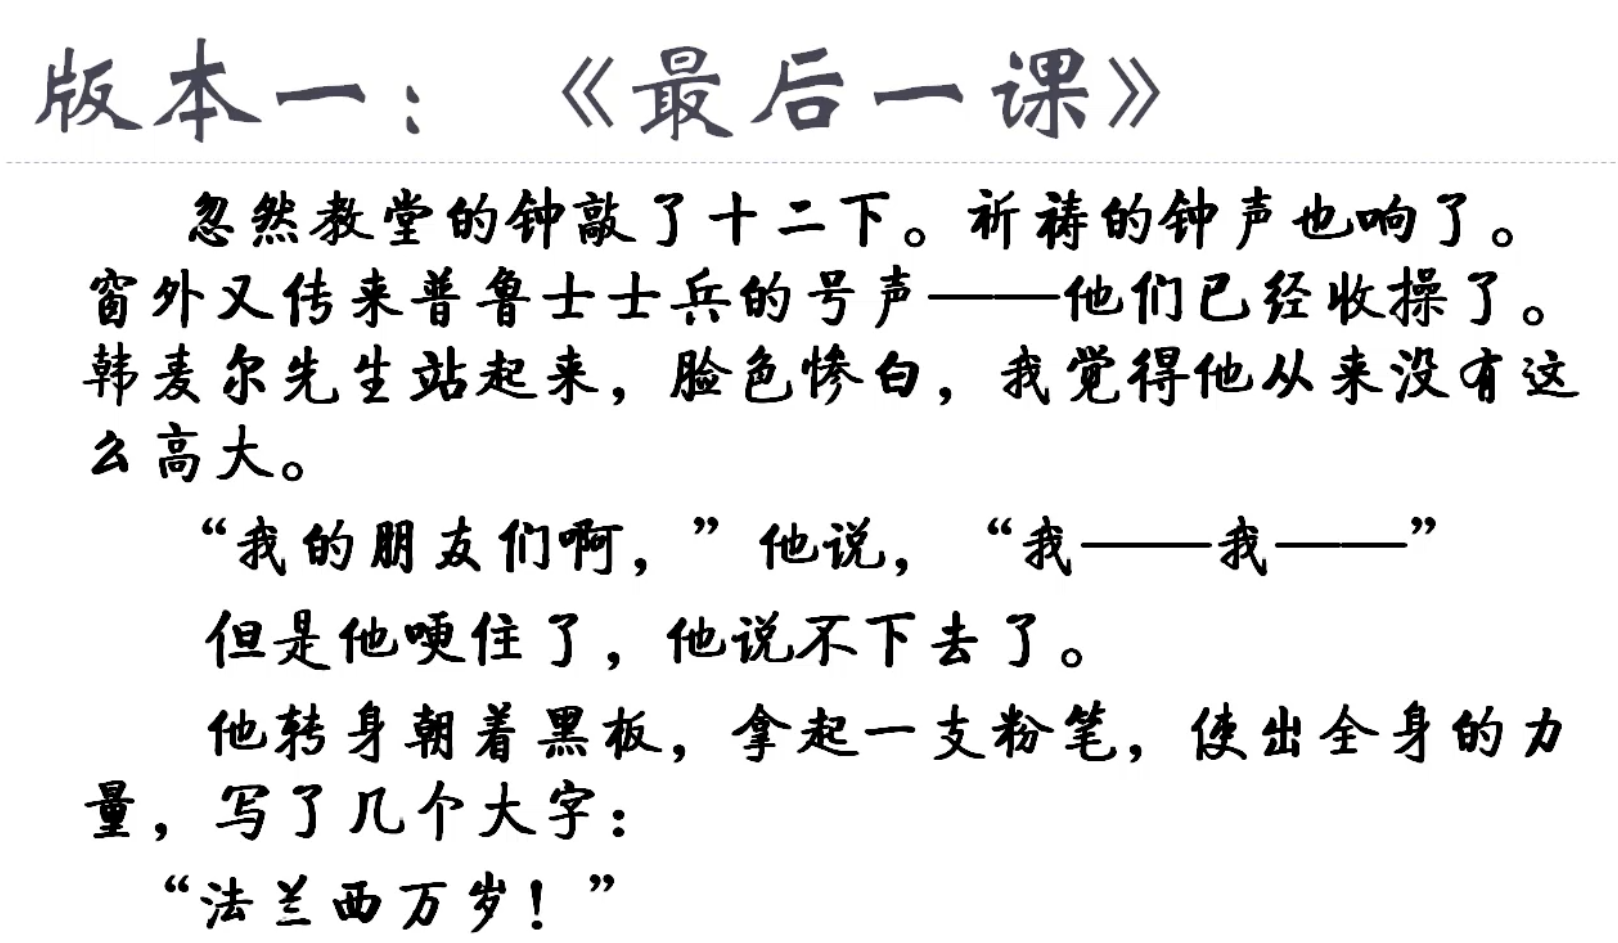 版本一：《最后一课》
忽然教堂的钟敲了十二下。祈祷的钟声也响了。
窗外又传来普鲁士士兵的号声——他们已经收操了。
韩麦尔先生站起来，脸色惨白，我觉得他从来没有这
么高大。
“我的朋友们啊，”他说，“我——我——”
但是他哽住了，他说不下去了。
他转身朝着黑板，拿起一支粉笔，使出全身的力
量，写了几个大字：
“法兰西万岁！”